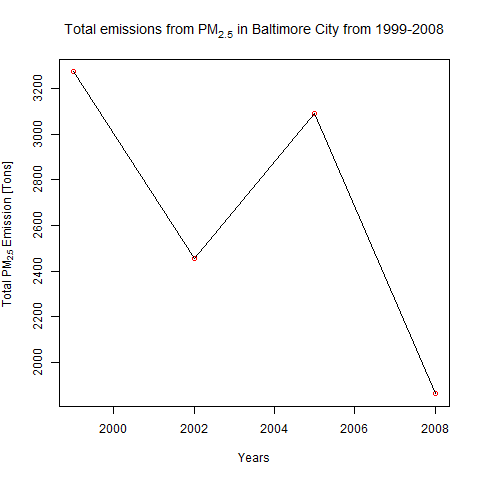 Total emissions from PM2.5 in Baltimore City from 1999-2008
Total PM2.5 Emission [Tons]
3200
3000
2800
2600
2400
2200
2000
2000 2002 2004 2006 2008
Years